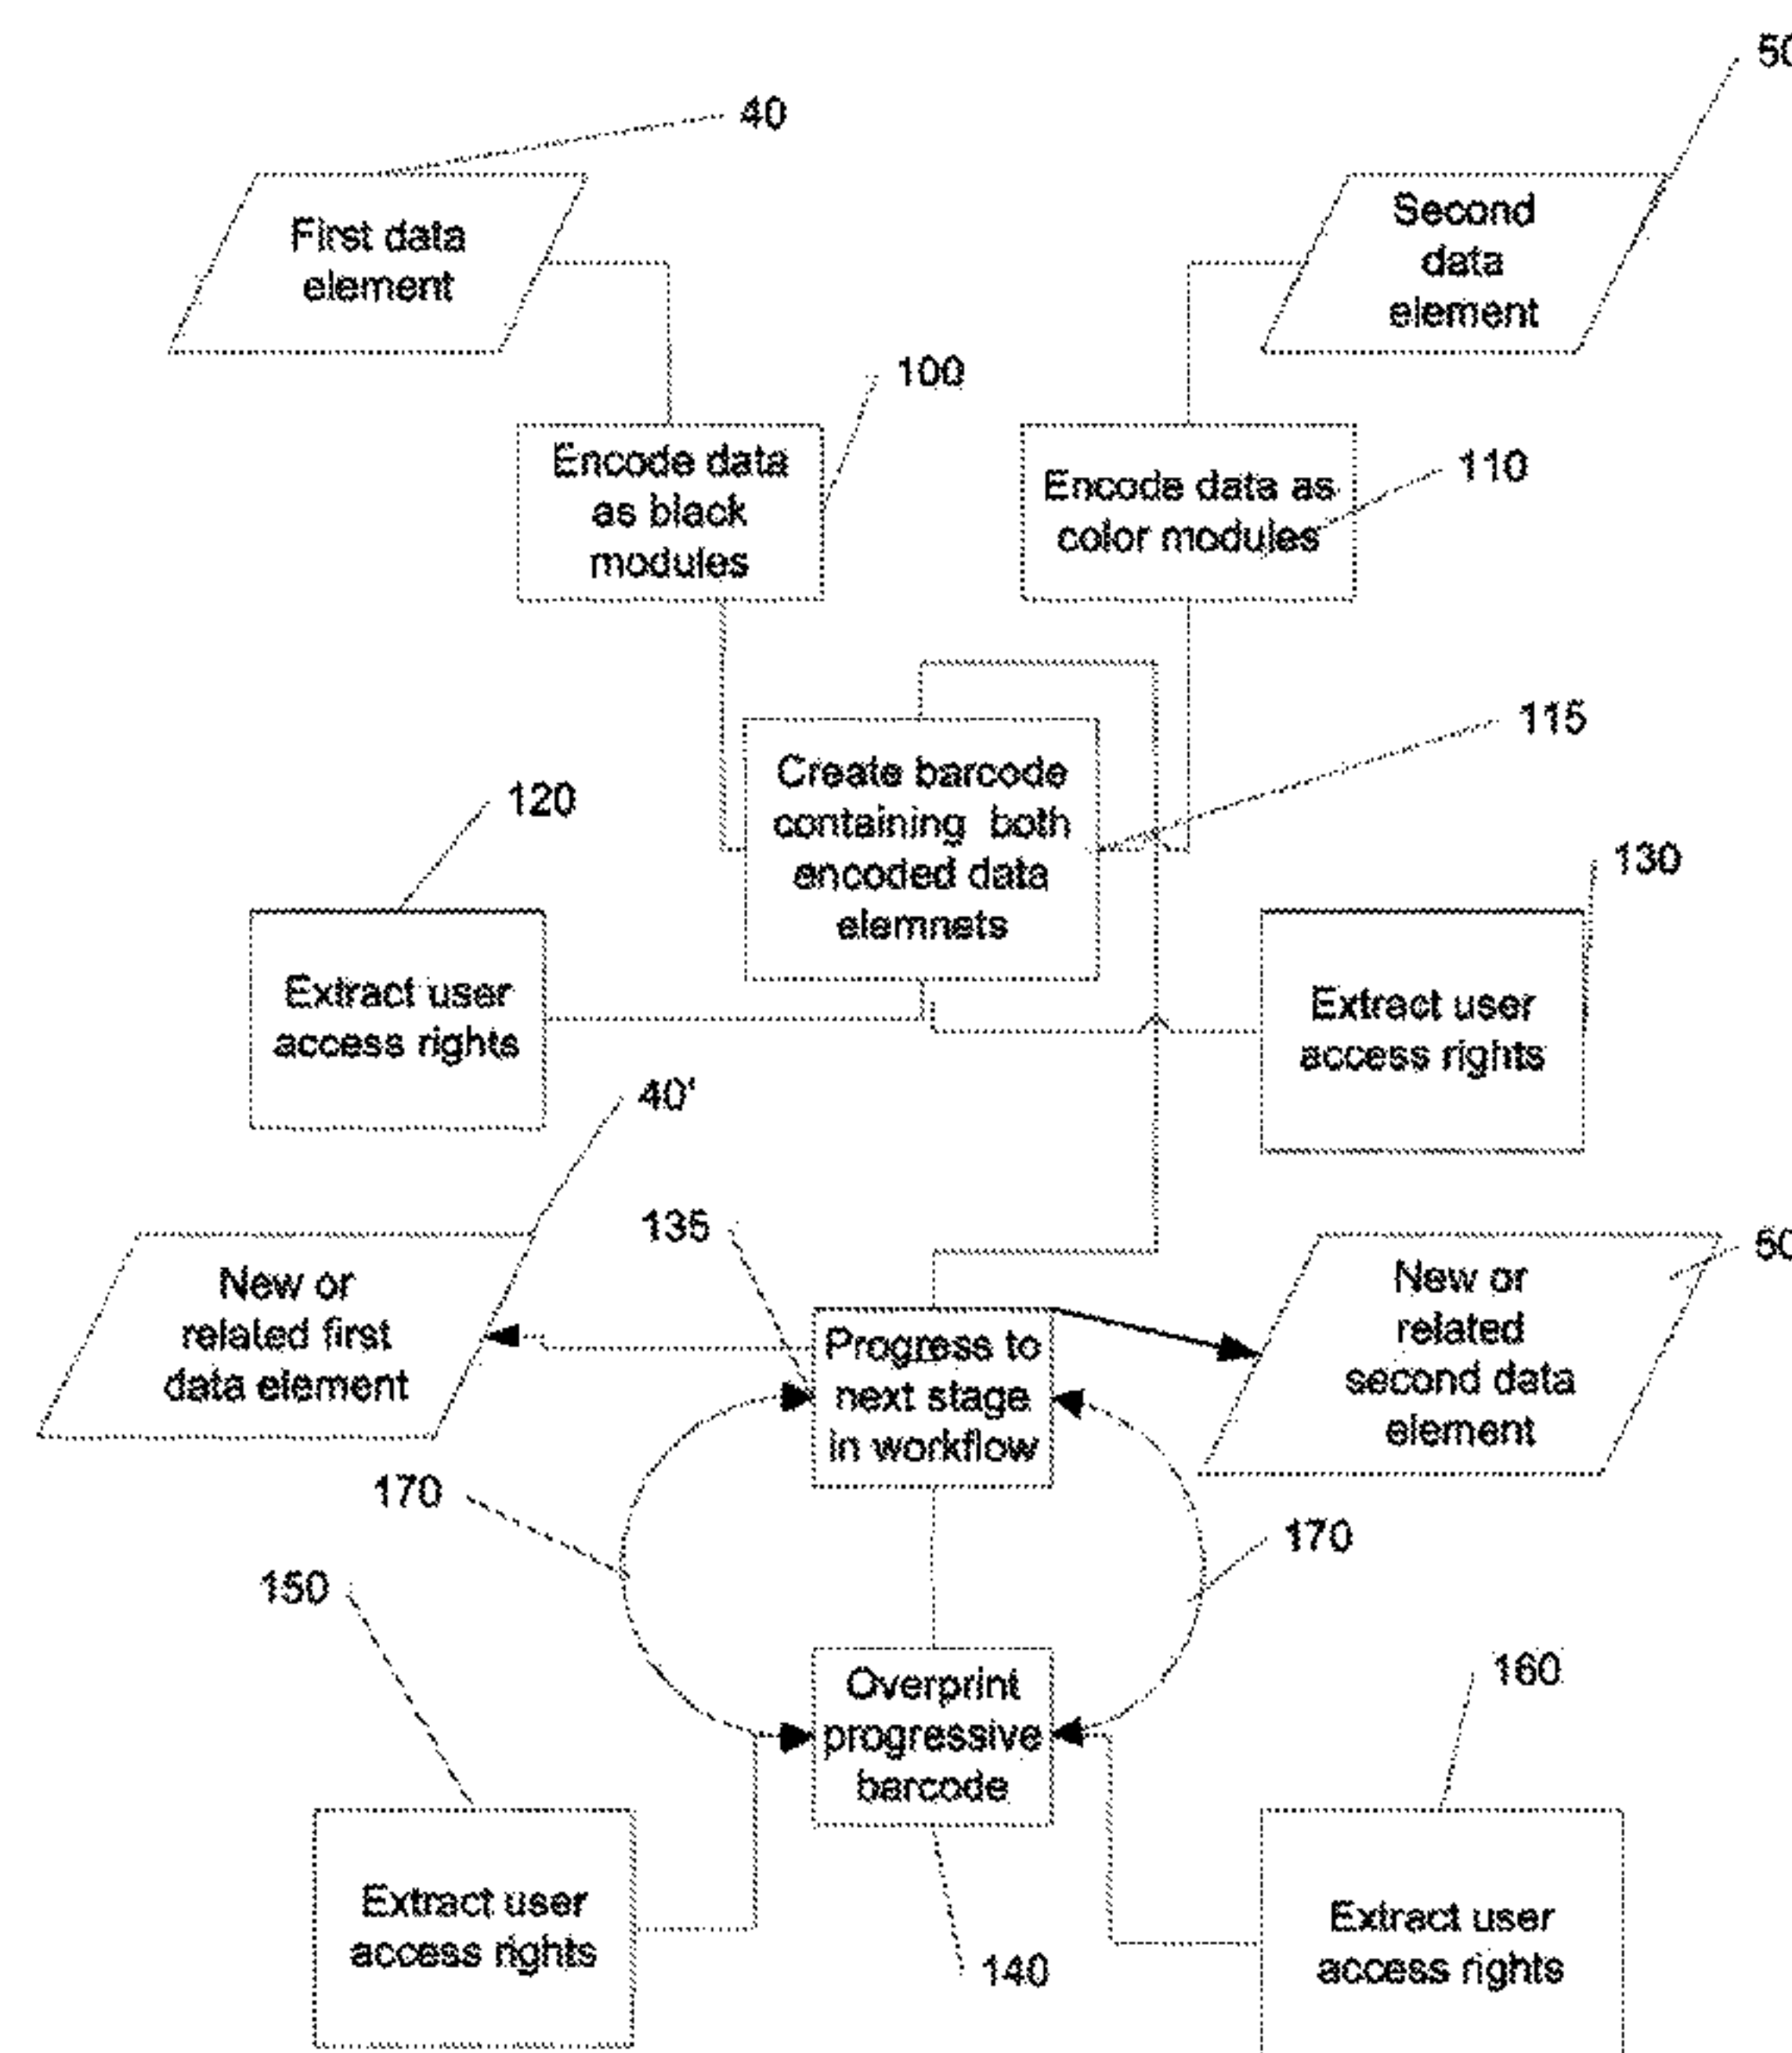 50
40
First data
element
Second
data
element
100
Encode data
as black
modules
110
Encode data as
color modules
115
Create barcode
containing both
encoded data
elemnets
120
130
Extract user
access rights
Extract user
access rights
40'
135
50
New or
related first
data element
Progress to
next stage
in workflow
New or
related
second data
element
170
170
150
160
Overprint
progressive
barcode
Extract user
access rights
Extract user
access rights
140